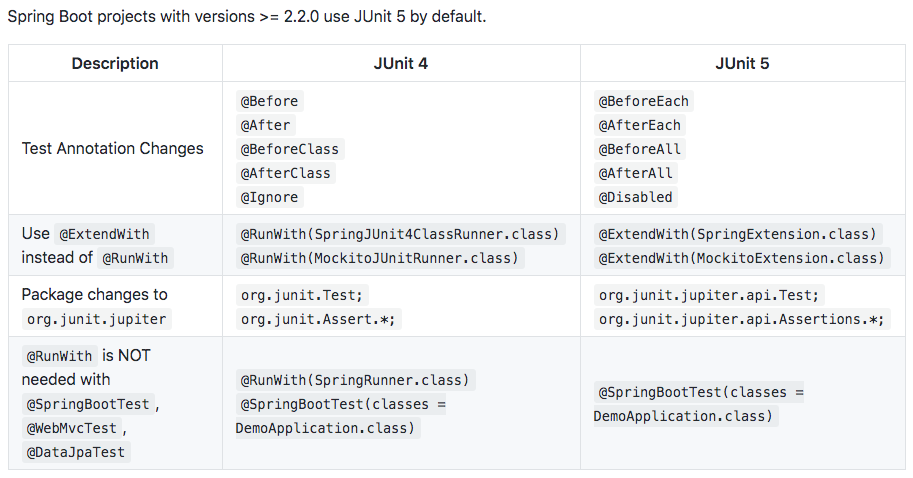 Spring Boot projects with versions >= 2.2.0 use JUnit 5 by default.
Description
JUnit 4
JUnit 5
Test Annotation Changes
@Before
@After
@BeforeClass
@AfterClass
@Ignore
@BeforeEach
@AfterEach
@BeforeAll
@AfterAll
@Disabled
Use @ExtendWith
instead of @RunWith
@RunWith(SpringJUnit4ClassRunner.class)
@RunWith(MockitoJUnitRunner.class)
@ExtendWith(SpringExtension.class)
@ExtendWith(MockitoExtension.class)
Package changes to
org.junit.jupiter
org.junit.Test;
org.junit.Assert.*;
org.junit.jupiter.api.Test;
org.junit.jupiter.api.Assertions.*;
@RunWith is NOT
needed with
@SpringBootTest,
@WebMvcTest,
@DataJpaTest
@RunWith(SpringRunner.class)
@SpringBootTest(classes =
DemoApplication.class)
@SpringBootTest(classes =
DemoApplication.class)